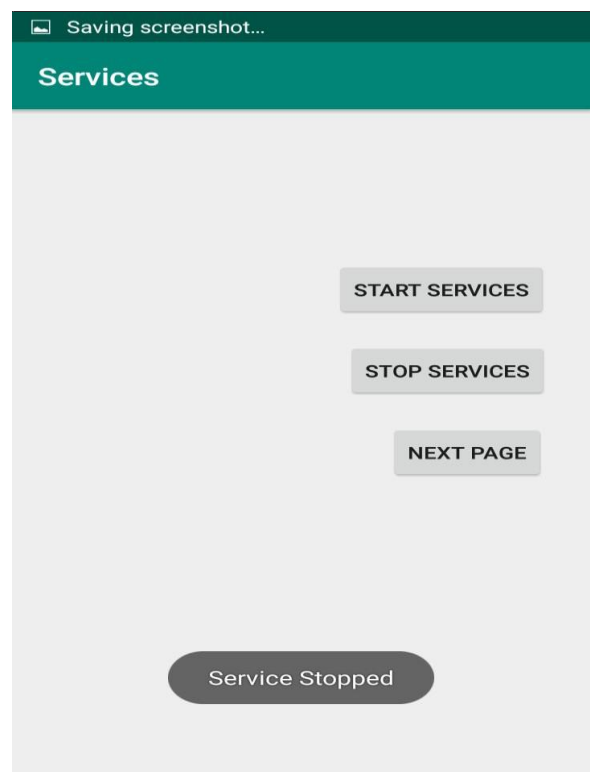 Saving screenshot...
Services
START SERVICES
STOP SERVICES
NEXT PAGE
Service Stopped